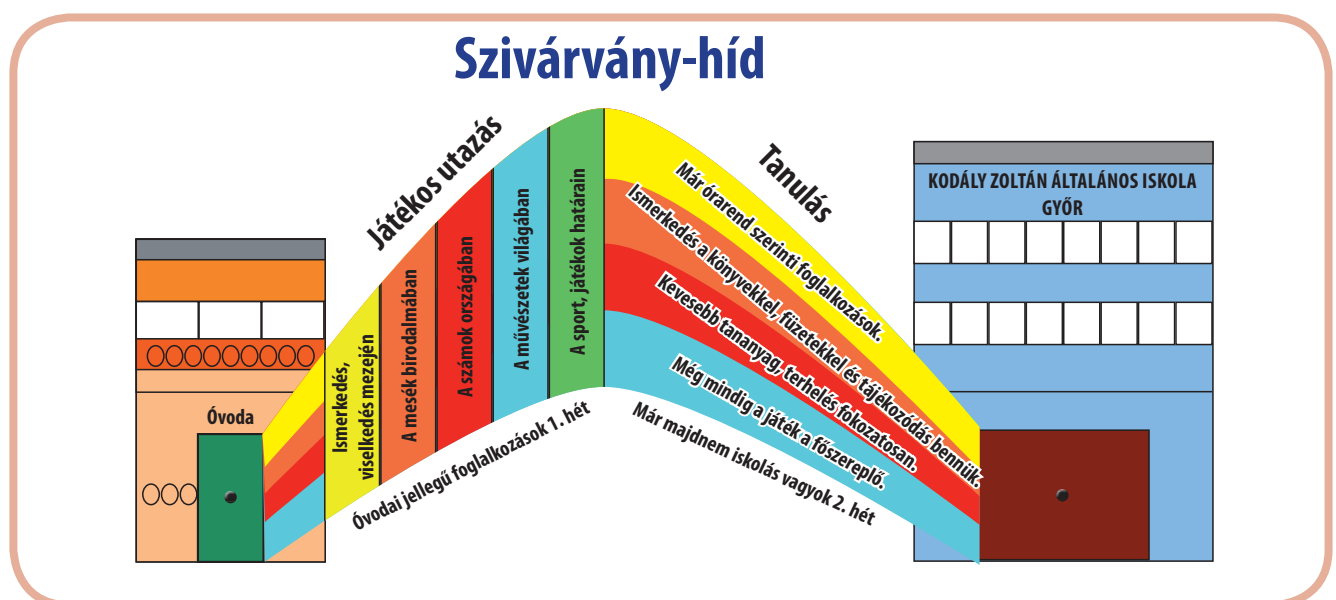 Szivárvány-híd
Játékos utazás
Tanulás
KODÁLY ZOLTÁN ÁLTALÁNOS ISKOLA
GYŐR
Óvoda
Ismerkedés,
viselkedés mezején
A mesék birodalmában
A számok országában
A művészetek világában
A sport, játékok határain
Már órarend szerinti foglalkozások.
Ismerkedés a könyvekkel, füzetekkel és tájékozódás bennük.
Kevesebb tananyag, terhelés fokozatosan.
Még mindig a játék a főszereplő.
Óvodai jellegű foglalkozások 1. hét
Már majdnem iskolás vagyok 2. hét